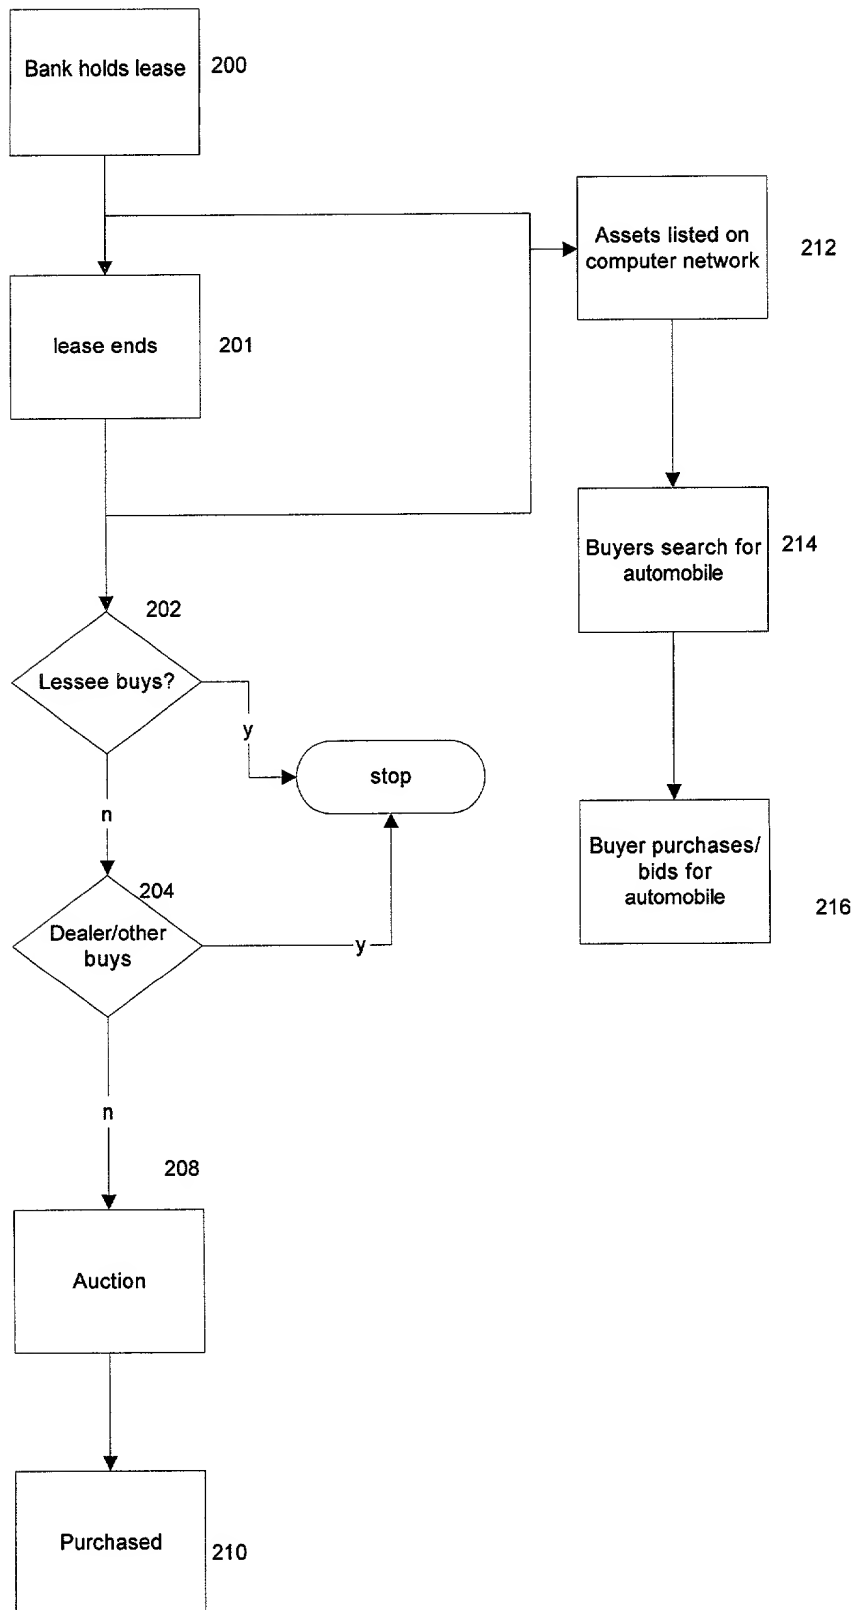 Bank holds lease
200
Assets listed on
computer network
212
lease ends
201
Buyers search for
automobile
214
202
Lessee buys?
y
stop
n
Buyer purchases/
bids for
automobile
216
204
Dealer/other
buys
y
n
208
Auction
Purchased
210